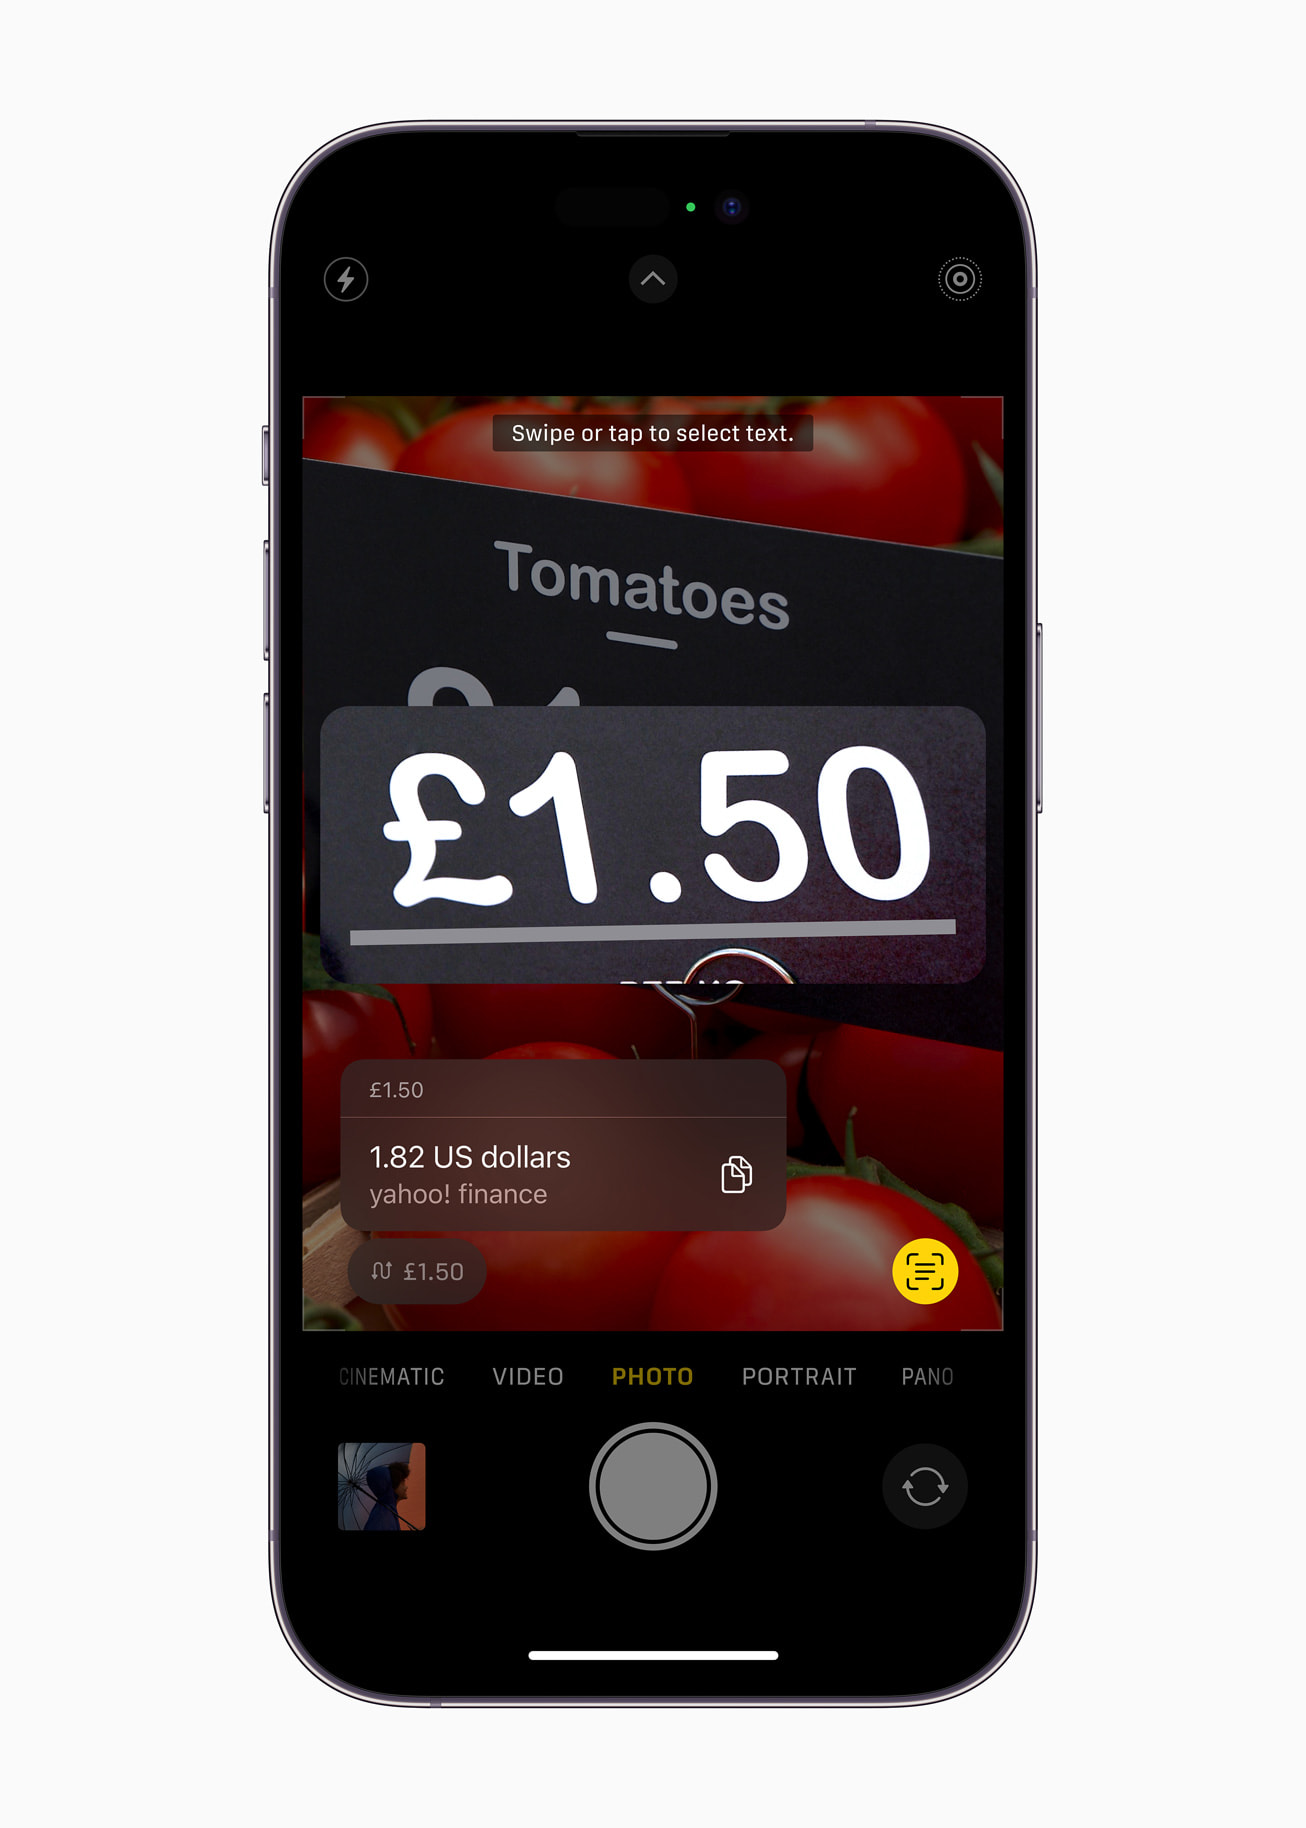 Swipe or tap to select text.
Tomatoes
£1.50
£1.50
1.82 US dollars
yahoo! finance
£1.50
CINEMATIC VIDEO PHOTO PORTRAIT PANO